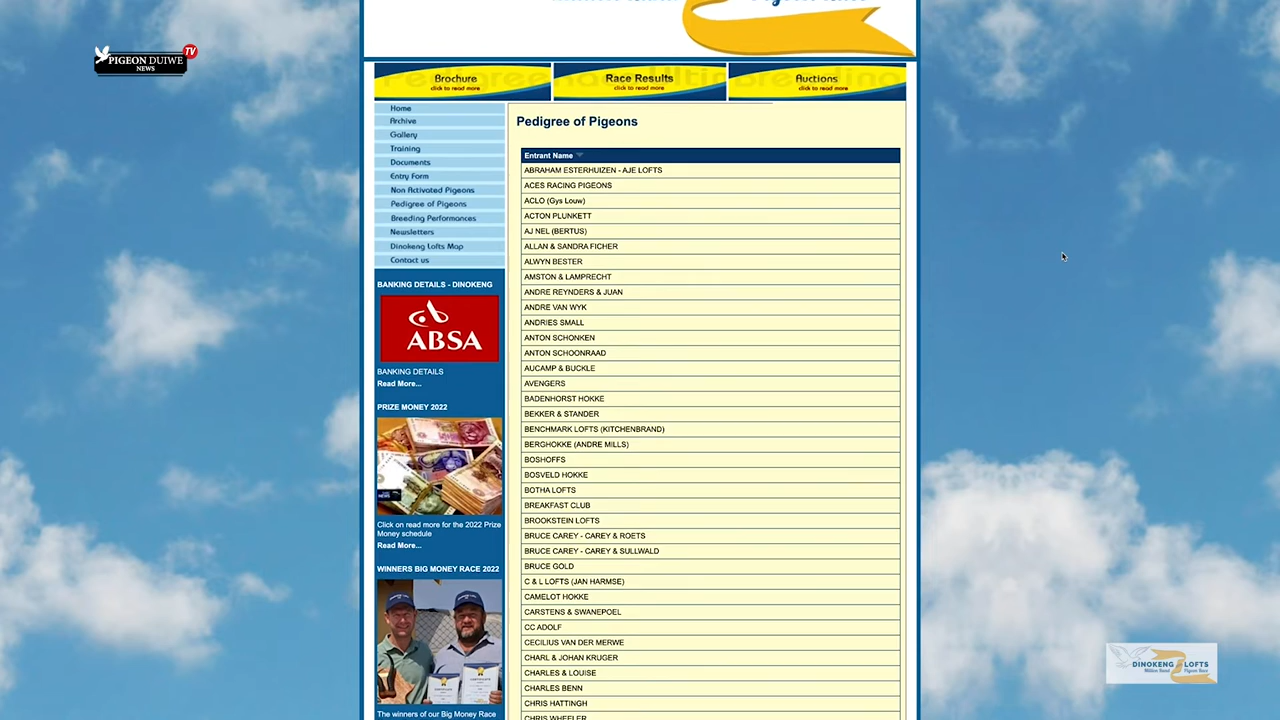 PIGEON DUIWE
TV
NEWS
Brochure
click to read more
Race Results
click to read more
Auctions
click to read more
Home
Archive
Gallery
Training
Documents
Entry Form
Non Activated Pigeons
Pedigree of Pigeons
Breeding Performances
Newsletters
Dinokeng Lofts Map
Contact us
BANKING DETAILS - DINOKENG
ABSA
BANKING DETAILS
Read More...
PRIZE MONEY 2022
NEWS
Click on read more for the 2022 Prize
Money schedule
Read More...
WINNERS BIG MONEY RACE 2022
The winners of our Big Money Race
Pedigree of Pigeons
Entrant Name
ABRAHAM ESTERHUIZEN - AJE LOFTS
ACES RACING PIGEONS
ACLO (Gys Louw)
ACTON PLUNKETT
AJ NEL (BERTUS)
ALLAN & SANDRA FICHER
ALWYN BESTER
AMSTON & LAMPRECHT
ANDRE REYNDERS & JUAN
ANDRE VAN WYK
ANDRIES SMALL
ANTON SCHONKEN
ANTON SCHOONRAAD
AUCAMP & BUCKLE
AVENGERS
BADENHORST HOKKE
BEKKER & STANDER
BENCHMARK LOFTS (KITCHENBRAND)
BERGHOKKE (ANDRE MILLS)
BOSHOFFS
BOSVELD HOKKE
BOTHA LOFTS
BREAKFAST CLUB
BROOKSTEIN LOFTS
BRUCE CAREY - CAREY & ROETS
BRUCE CAREY - CAREY & SULLWALD
BRUCE GOLD
C & L LOFTS (JAN HARMSE)
CAMELOT HOKKE
CARSTENS & SWANEPOEL
CC ADOLF
CECILIUS VAN DER MERWE
CHARL & JOHAN KRUGER
CHARLES & LOUISE
CHARLES BENN
CHRIS HATTINGH
CHRIS WHEELER
DINOKENG LOFTS
Million Rand Pigeon Race